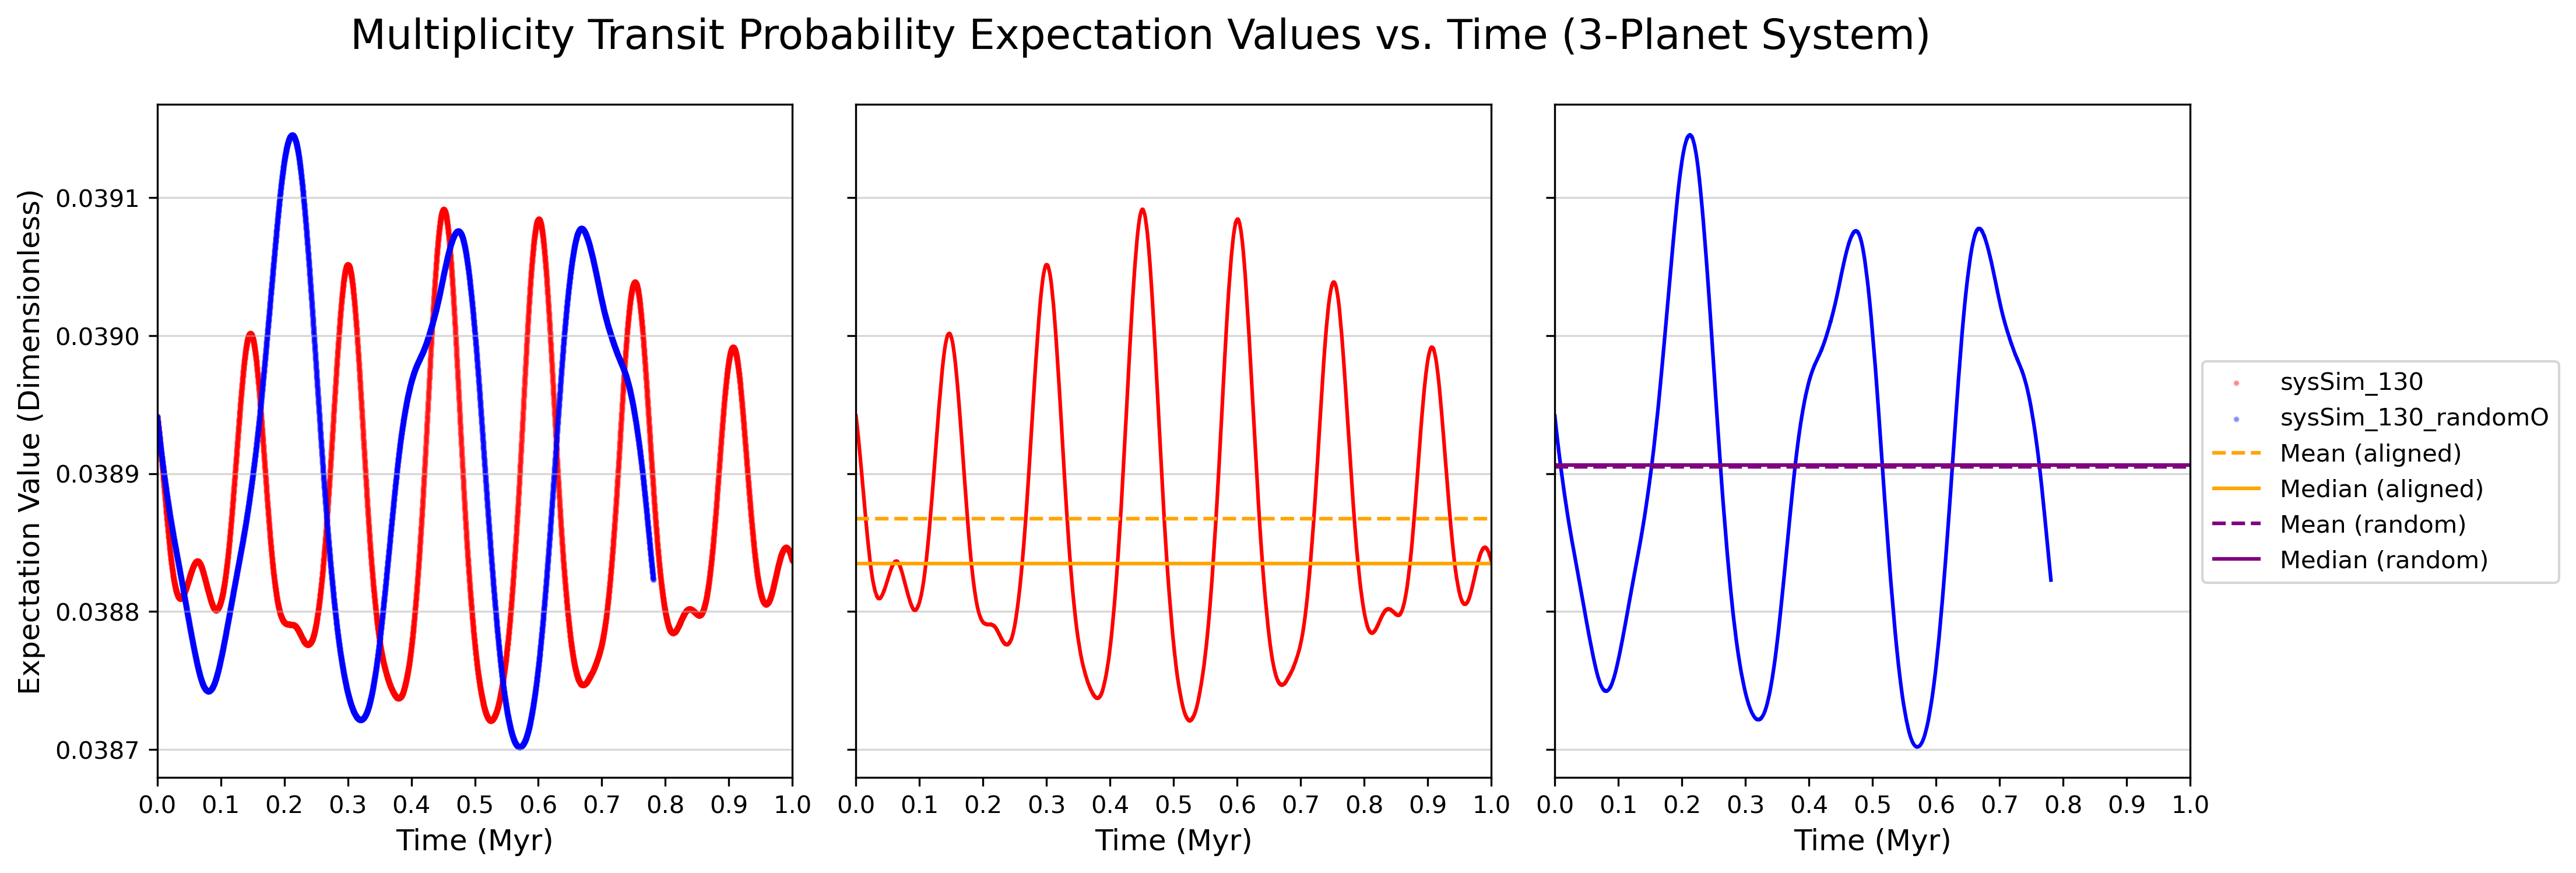 Multiplicity Transit Probability Expectation Values vs. Time (3-Planet System)
Expectation Value (Dimensionless)
0.0391
0.0390
0.0389
0.0388
0.0387
0.0 0.1 0.2 0.3 0.4 0.5 0.6 0.7 0.8 0.9 1.0
Time (Myr)
0.0 0.1 0.2 0.3 0.4 0.5 0.6 0.7 0.8 0.9 1.0
Time (Myr)
0.0 0.1 0.2 0.3 0.4 0.5 0.6 0.7 0.8 0.9 1.0
Time (Myr)
sysSim_130
sysSim_130_randomO
Mean (aligned)
Median (aligned)
Mean (random)
Median (random)